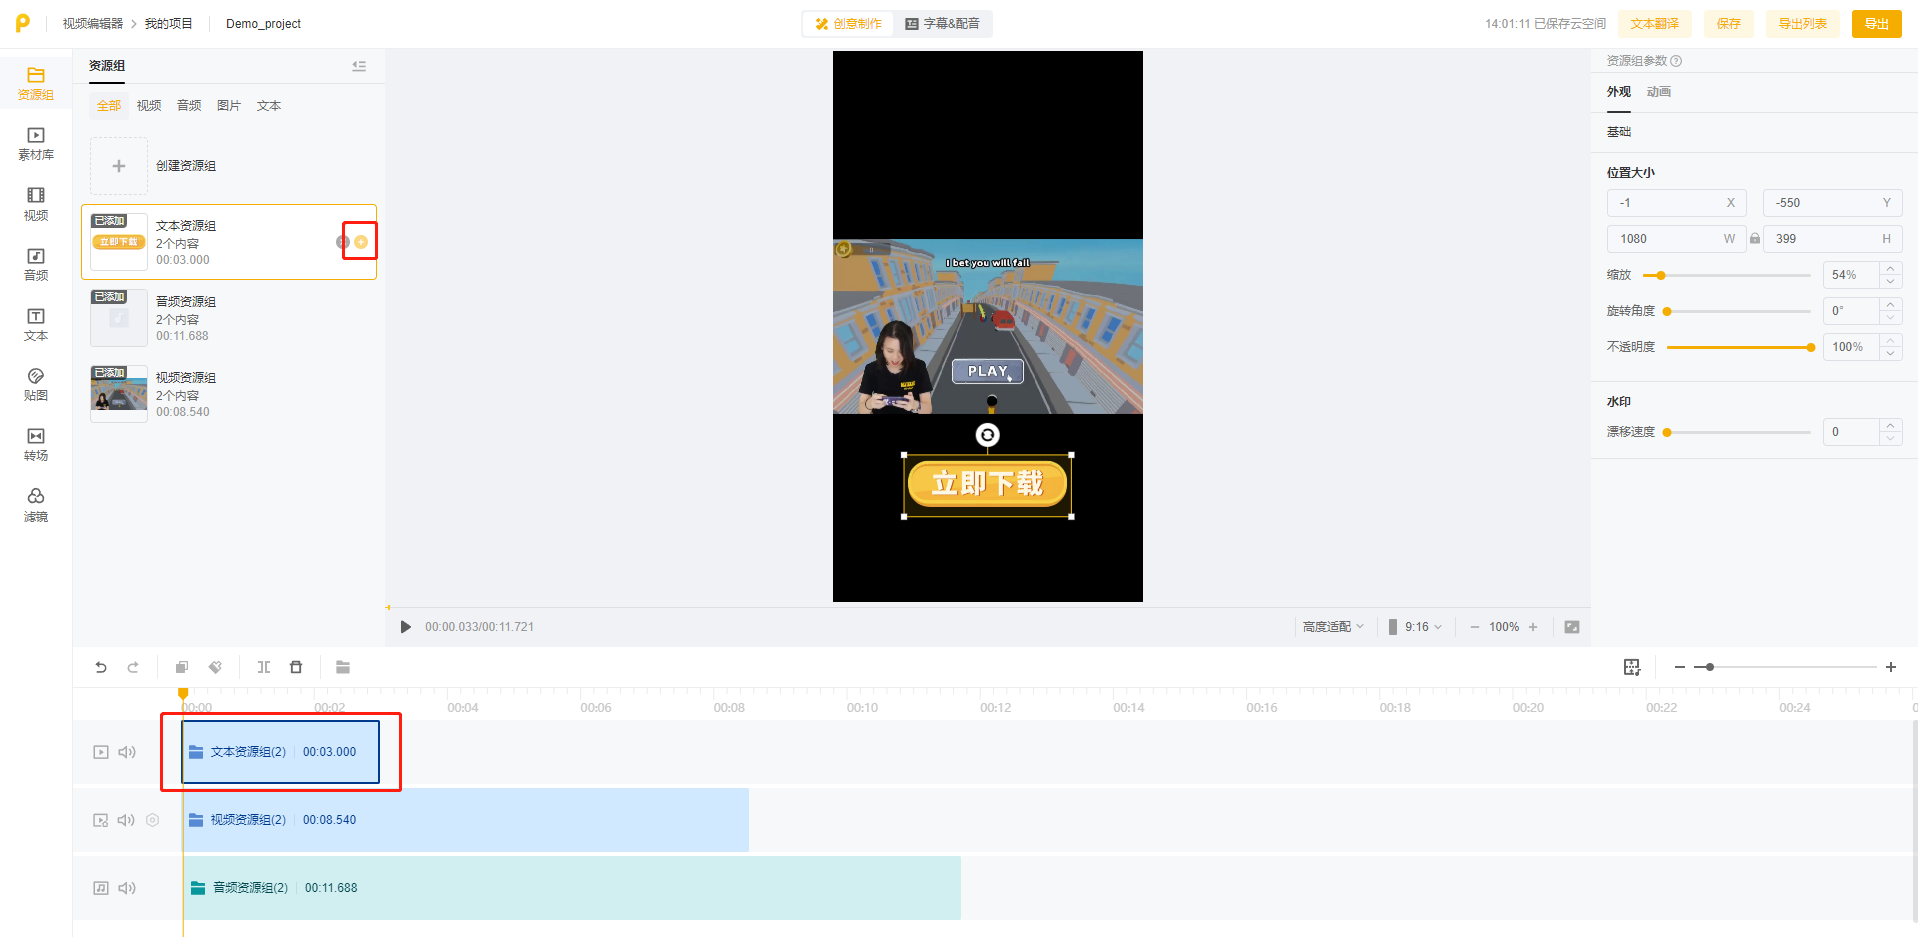 视频编辑器 > 我的项目 Demo_project
创意制作 字幕&配音
14:01:11 已保存云空间 文本翻译 保存 导出列表 导出
资源组
素材库
视频
音频
文本
贴图
转场
滤镜
资源组
全部 视频 音频 图片 文本
+ 创建资源组
已添加
立即下载
文本资源组
2个内容
00:03.000
已添加
音频资源组
2个内容
00:11.688
已添加
视频资源组
2个内容
00:08.540
I bet you will fail
PLAY
立即下载
00:00.033/00:11.721
高度适配 9:16 − 100% +
资源组参数
外观 动画
基础
位置大小
-1 X -550 Y
1080 W 399 H
缩放 54%
旋转角度 0°
不透明度 100%
水印
漂移速度 0
00:00 00:02 00:04 00:06 00:08 00:10 00:12 00:14 00:16 00:18 00:20 00:22 00:24
文本资源组(2) 00:03.000
视频资源组(2) 00:08.540
音频资源组(2) 00:11.688